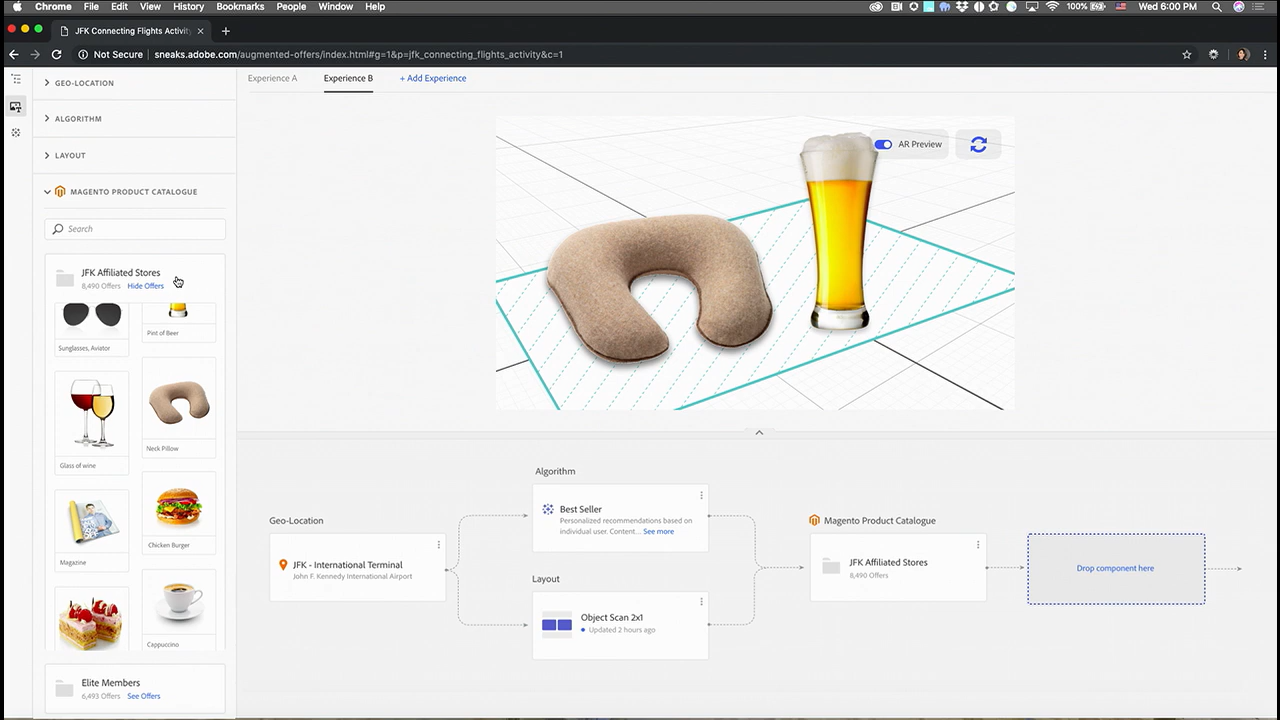 Chrome File Edit View History Bookmarks People Window Help
100% Wed 6:00 PM
JFK Connecting Flights Activity
Not Secure sneaks.adobe.com/augmented-offers/index.html#g=1&p=jfk_connecting_flights_activity&c=1
GEO-LOCATION
ALGORITHM
LAYOUT
MAGENTO PRODUCT CATALOGUE
Search
JFK Affiliated Stores
8,490 Offers Hide Offers
Sunglasses, Aviator
Pint of Beer
Glass of wine
Neck Pillow
Magazine
Chicken Burger
Cappuccino
Elite Members
6,493 Offers See Offers
Experience A Experience B + Add Experience
AR Preview
Geo-Location
JFK - International Terminal
John F. Kennedy International Airport
Algorithm
Best Seller
Personalized recommendations based on
individual user. Content... See more
Layout
Object Scan 2x1
Updated 2 hours ago
Magento Product Catalogue
JFK Affiliated Stores
8,490 Offers
Drop component here